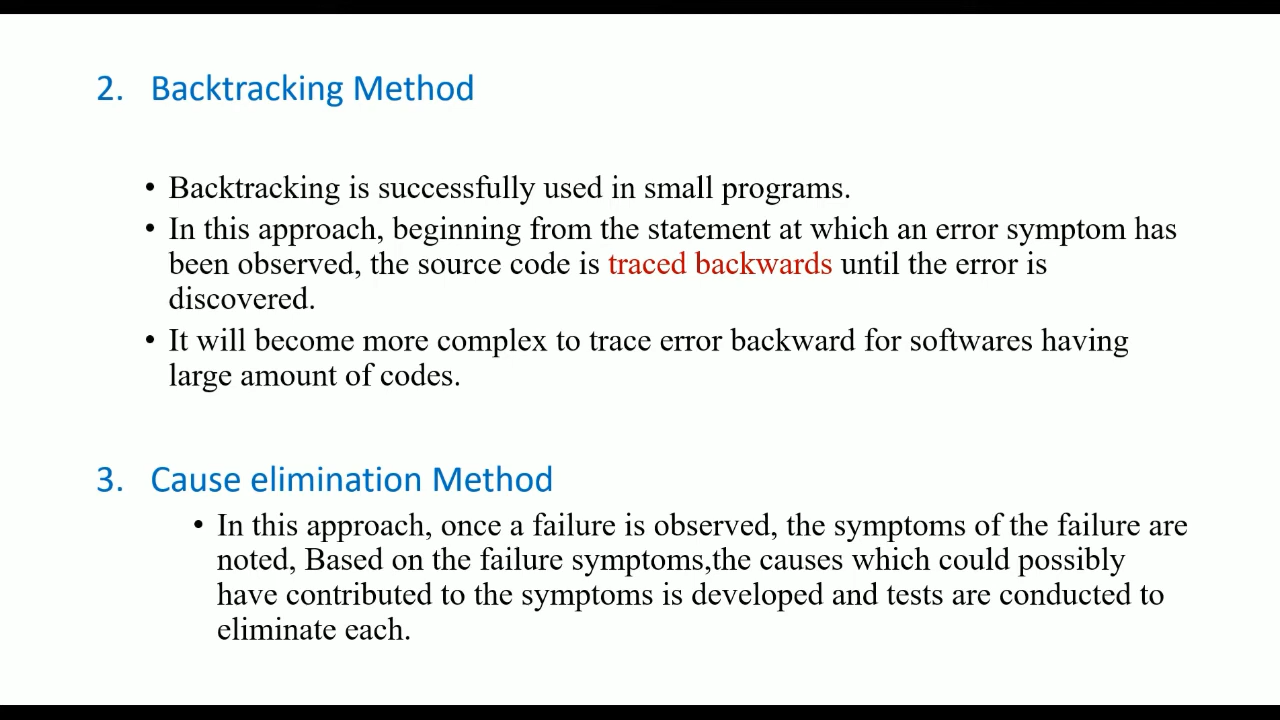 2. Backtracking Method
• Backtracking is successfully used in small programs.
• In this approach, beginning from the statement at which an error symptom has
been observed, the source code is traced backwards until the error is
discovered.
• It will become more complex to trace error backward for softwares having
large amount of codes.
3. Cause elimination Method
• In this approach, once a failure is observed, the symptoms of the failure are
noted, Based on the failure symptoms,the causes which could possibly
have contributed to the symptoms is developed and tests are conducted to
eliminate each.